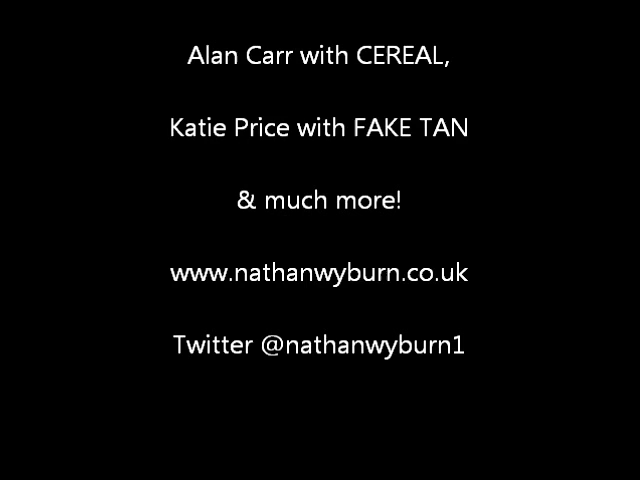 Alan Carr with CEREAL,
Katie Price with FAKE TAN
& much more!
www.nathanwyburn.co.uk
Twitter @nathanwyburn1